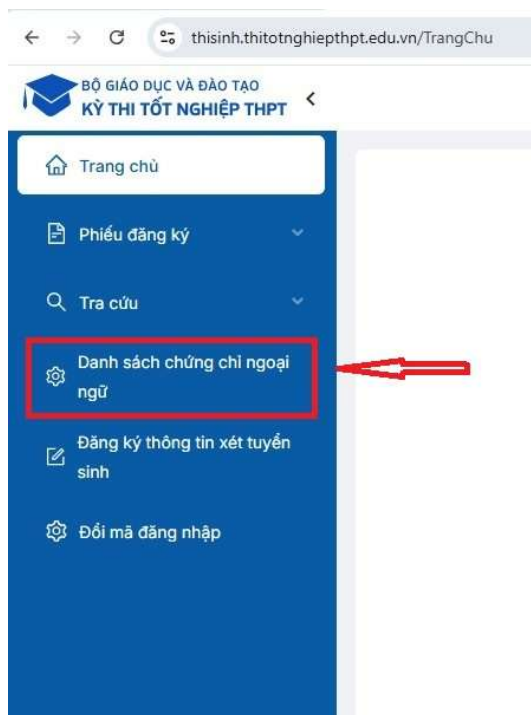 thisinh.thitotnghiepthpt.edu.vn/TrangChu
BỘ GIÁO DỤC VÀ ĐÀO TẠO
KỲ THI TỐT NGHIỆP THPT
Trang chủ
Phiếu đăng ký
Tra cứu
Danh sách chứng chỉ ngoại
ngữ
Đăng ký thông tin xét tuyển
sinh
Đổi mã đăng nhập